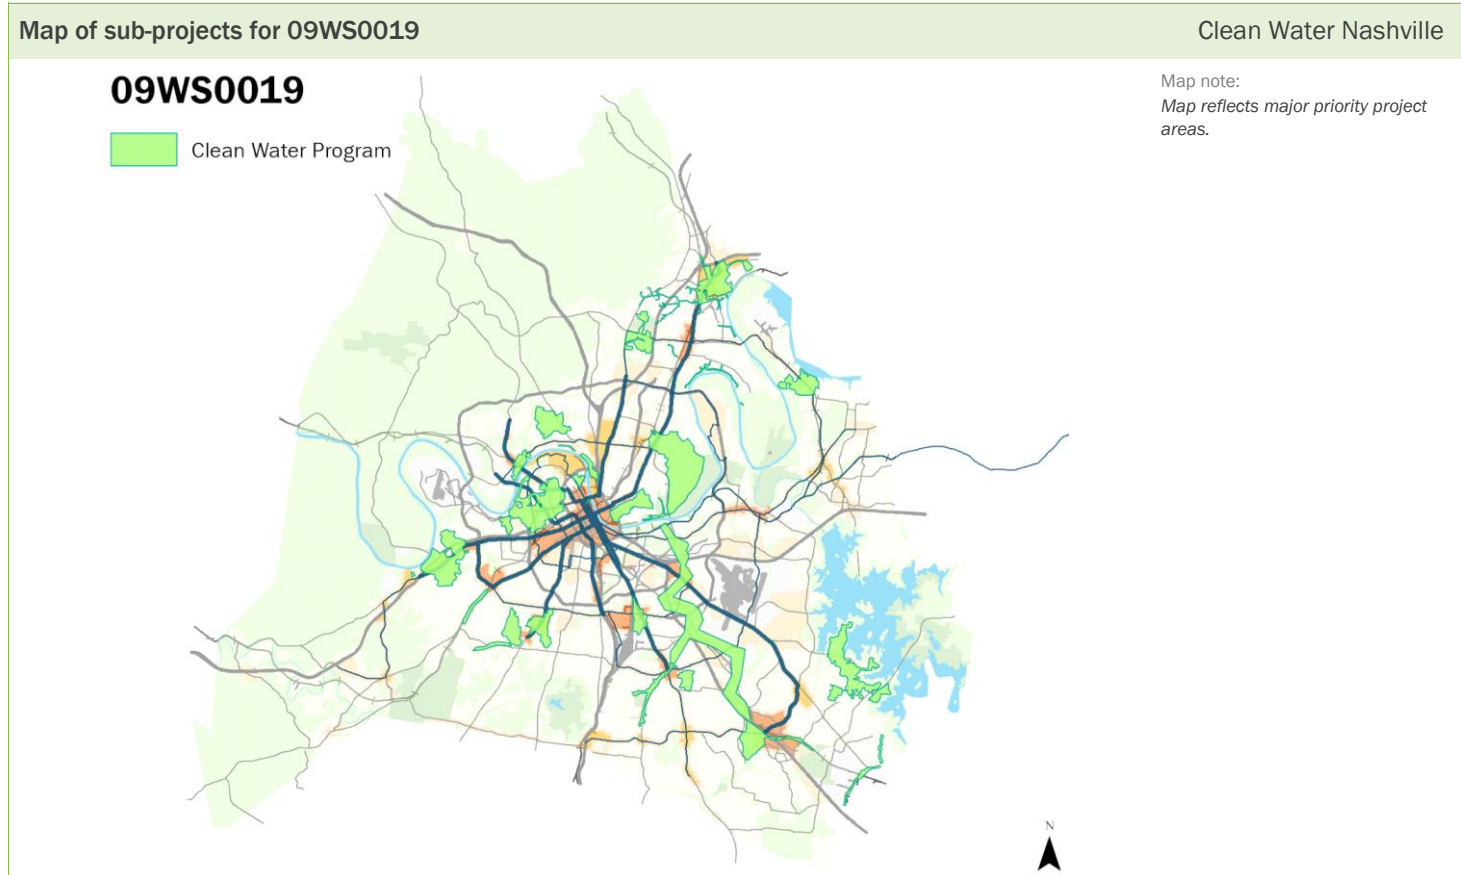 Map of sub-projects for 09WS0019
Clean Water Nashville
09WS0019
Clean Water Program
Map note:
Map reflects major priority project
areas.
N